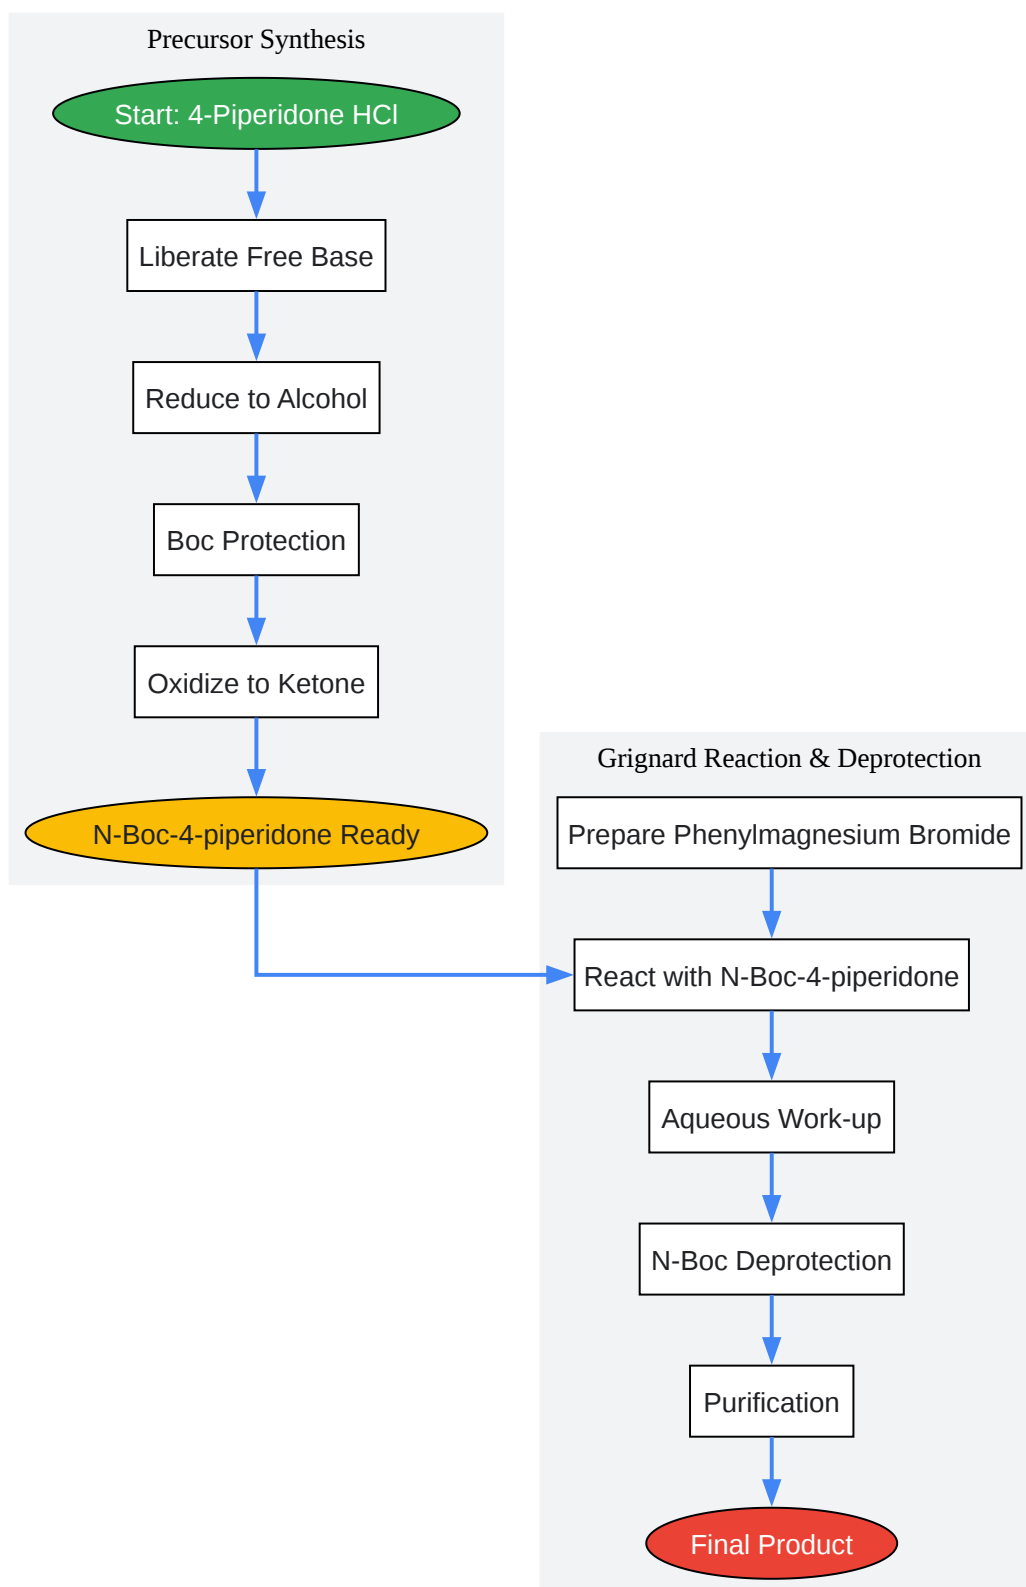 Precursor Synthesis
Start: 4-Piperidone HCl
Liberate Free Base
Reduce to Alcohol
Boc Protection
Oxidize to Ketone
N-Boc-4-piperidone Ready
Grignard Reaction & Deprotection
Prepare Phenylmagnesium Bromide
React with N-Boc-4-piperidone
Aqueous Work-up
N-Boc Deprotection
Purification
Final Product